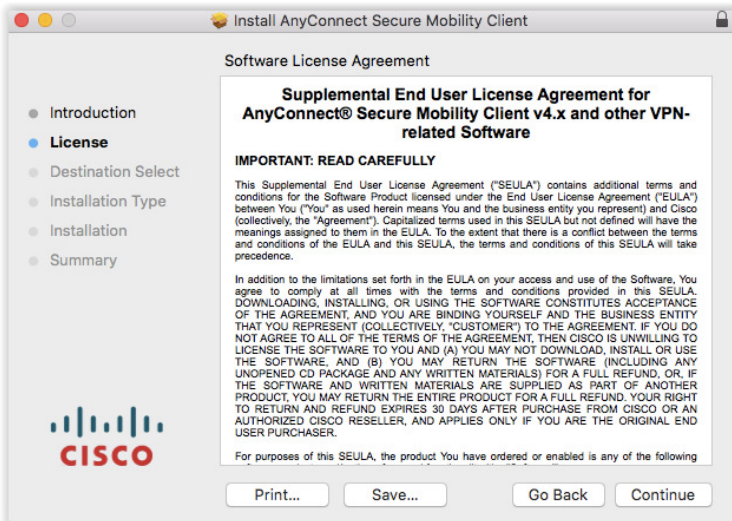 Install AnyConnect Secure Mobility Client
Software License Agreement
Introduction
License
Destination Select
Installation Type
Installation
Summary
Supplemental End User License Agreement for
AnyConnect® Secure Mobility Client v4.x and other VPN-
related Software
IMPORTANT: READ CAREFULLY
This Supplemental End User License Agreement ("SEULA") contains additional terms and
conditions for the Software Product licensed under the End User License Agreement ("EULA")
between You ("You" as used herein means You and the business entity you represent) and Cisco
(collectively, the "Agreement"). Capitalized terms used in this SEULA but not defined will have the
meanings assigned to them in the EULA. To the extent that there is a conflict between the terms
and conditions of the EULA and this SEULA, the terms and conditions of this SEULA will take
precedence.
In addition to the limitations set forth in the EULA on your access and use of the Software, You
agree to comply at all times with the terms and conditions provided in this SEULA.
DOWNLOADING, INSTALLING, OR USING THE SOFTWARE CONSTITUTES ACCEPTANCE
OF THE AGREEMENT, AND YOU ARE BINDING YOURSELF AND THE BUSINESS ENTITY
THAT YOU REPRESENT (COLLECTIVELY, "CUSTOMER") TO THE AGREEMENT. IF YOU DO
NOT AGREE TO ALL OF THE TERMS OF THE AGREEMENT, THEN CISCO IS UNWILLING TO
LICENSE THE SOFTWARE TO YOU AND (A) YOU MAY NOT DOWNLOAD, INSTALL OR USE
THE SOFTWARE, AND (B) YOU MAY RETURN THE SOFTWARE (INCLUDING ANY
UNOPENED CD PACKAGE AND ANY WRITTEN MATERIALS) FOR A FULL REFUND, OR, IF
THE SOFTWARE AND WRITTEN MATERIALS ARE SUPPLIED AS PART OF ANOTHER
PRODUCT, YOU MAY RETURN THE ENTIRE PRODUCT FOR A FULL REFUND. YOUR RIGHT
TO RETURN AND REFUND EXPIRES 30 DAYS AFTER PURCHASE FROM CISCO OR AN
AUTHORIZED CISCO RESELLER, AND APPLIES ONLY IF YOU ARE THE ORIGINAL END
USER PURCHASER.
For purposes of this SEULA, the product You have ordered or enabled is any of the following
CISCO
Print...
Save...
Go Back
Continue